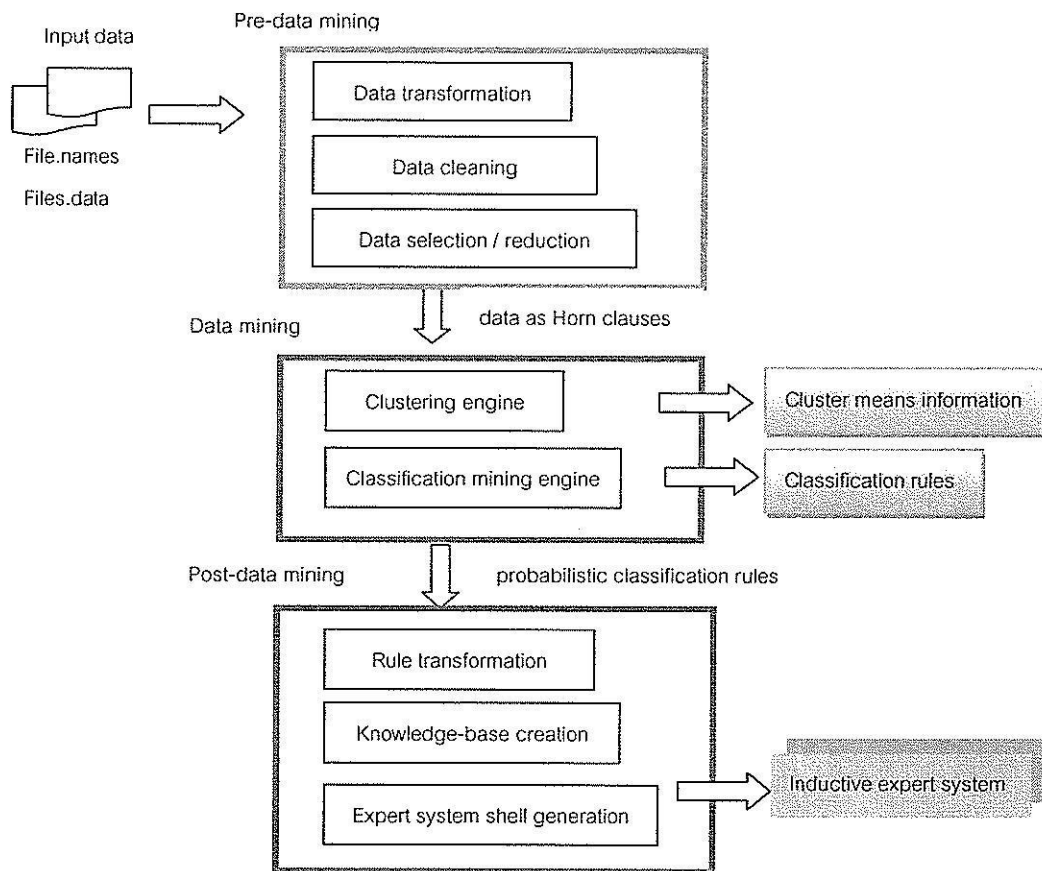 Pre-data mining
Input data
Data transformation
File.names
Data cleaning
Files.data
Data selection / reduction
data as Horn clauses
Data mining
Clustering engine
Cluster means information
Classification mining engine
Classification rules
Post-data mining
probabilistic classification rules
Rule transformation
Knowledge-base creation
Expert system shell generation
Inductive expert system